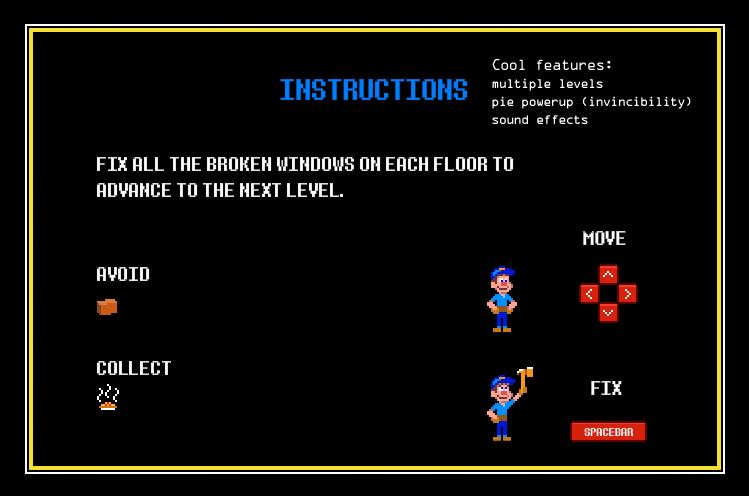 INSTRUCTIONS
Cool features:
multiple levels
pie powerup (invincibility)
sound effects
FIX ALL THE BROKEN WINDOWS ON EACH FLOOR TO
ADVANCE TO THE NEXT LEVEL.
MOVE
AVOID
COLLECT
FIX
SPACEBAR